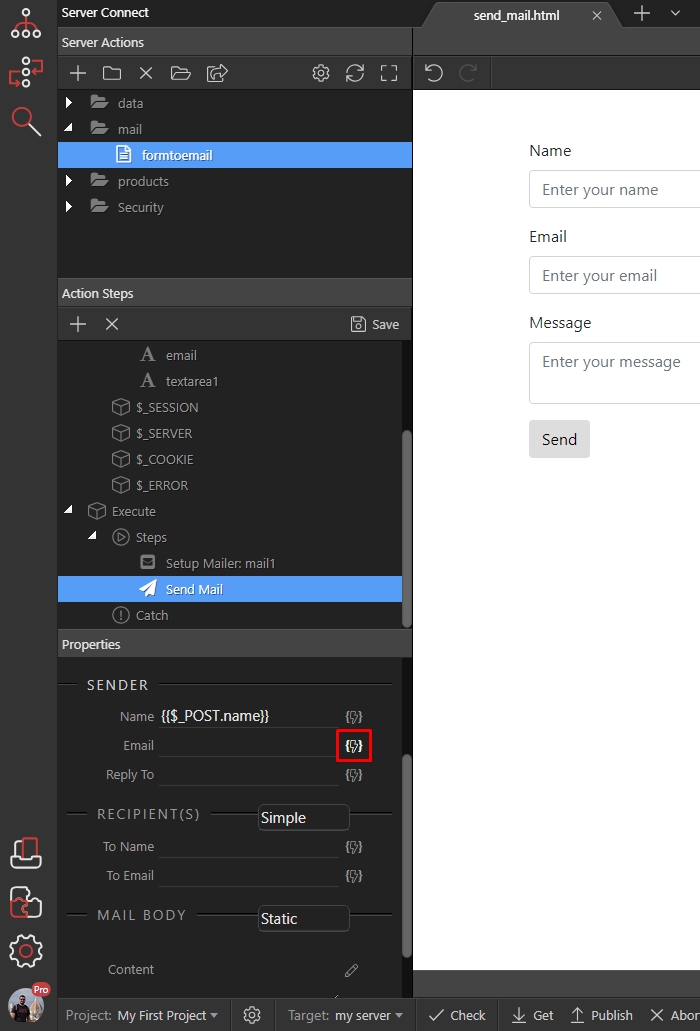 Server Connect
send_mail.html
Server Actions
data
mail
formtoemail
products
Security
Action Steps
Save
email
textarea1
$_SESSION
$_SERVER
$_COOKIE
$_ERROR
Execute
Steps
Setup Mailer: mail1
Send Mail
Catch
Properties
SENDER
Name {{$_POST.name}}
Email
Reply To
RECIPIENT(S) Simple
To Name
To Email
MAIL BODY Static
Content
Name
Enter your name
Email
Enter your email
Message
Enter your message
Send
Pro
Project: My First Project Target: my server Check Get Publish Abor